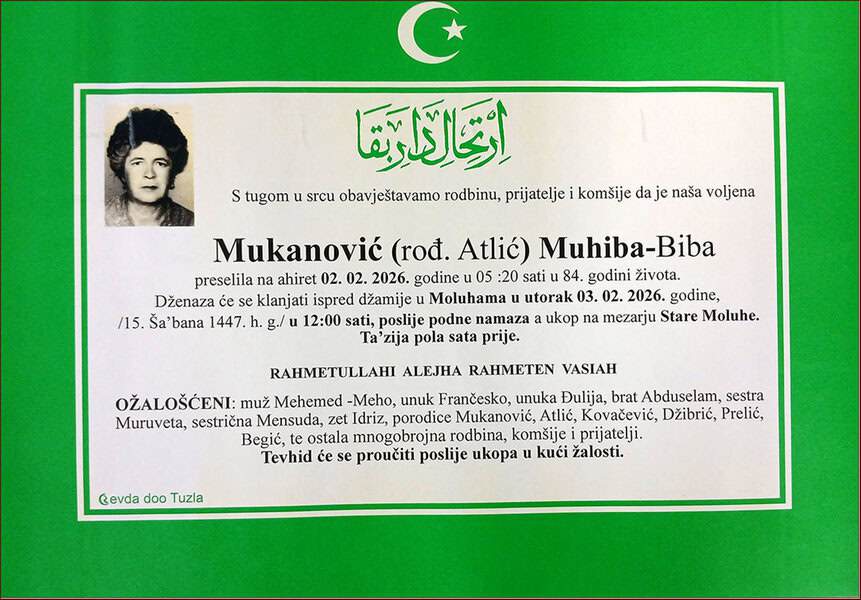 اِرْتِحَالِ دَارِ بَقَا
S tugom u srcu obavještavamo rodbinu, prijatelje i komšije da je naša voljena
Mukanović (rođ. Atlić) Muhiba-Biba
preselila na ahiret 02. 02. 2026. godine u 05 :20 sati u 84. godini života.
Dženaza će se klanjati ispred džamije u Moluhama u utorak 03. 02. 2026. godine,
/15. Ša'bana 1447. h. g./ u 12:00 sati, poslije podne namaza a ukop na mezarju Stare Moluhe.
Ta'zija pola sata prije.
RAHMETULLAHI ALEJHA RAHMETEN VASIAH
OŽALOŠĆENI: muž Mehemed -Meho, unuk Frančesko, unuka Đulija, brat Abduselam, sestra
Muruveta, sestrična Mensuda, zet Idriz, porodice Mukanović, Atlić, Kovačević, Džibrić, Prelić,
Begić, te ostala mnogobrojna rodbina, komšije i prijatelji.
Tevhid će se proučiti poslije ukopa u kući žalosti.
evda doo Tuzla